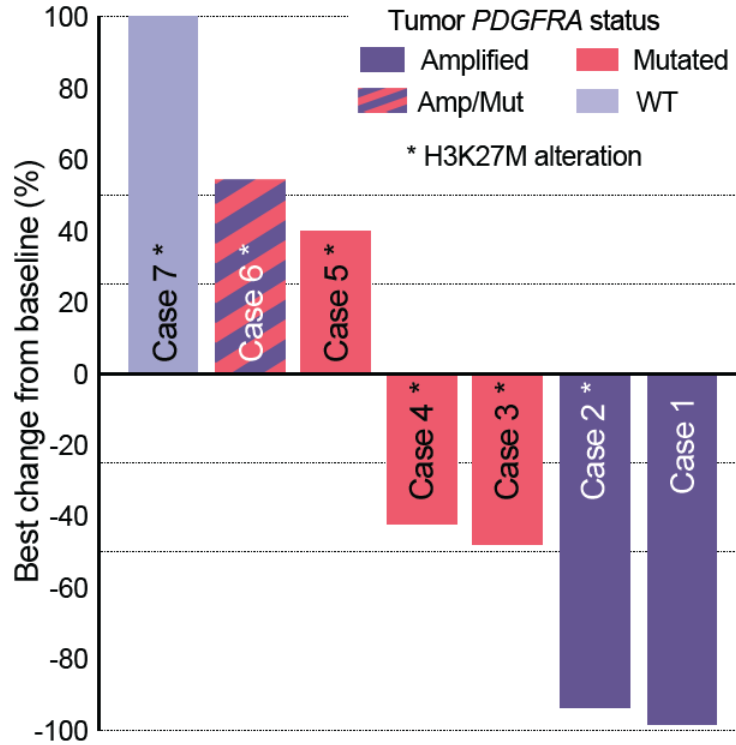 Tumor PDGFRA status
Amplified
Mutated
Amp/Mut
WT
* H3K27M alteration
Best change from baseline (%)
100
80
60
40
20
0
-20
-40
-60
-80
-100
Case 7 *
Case 6 *
Case 5 *
Case 4 *
Case 3 *
Case 2 *
Case 1